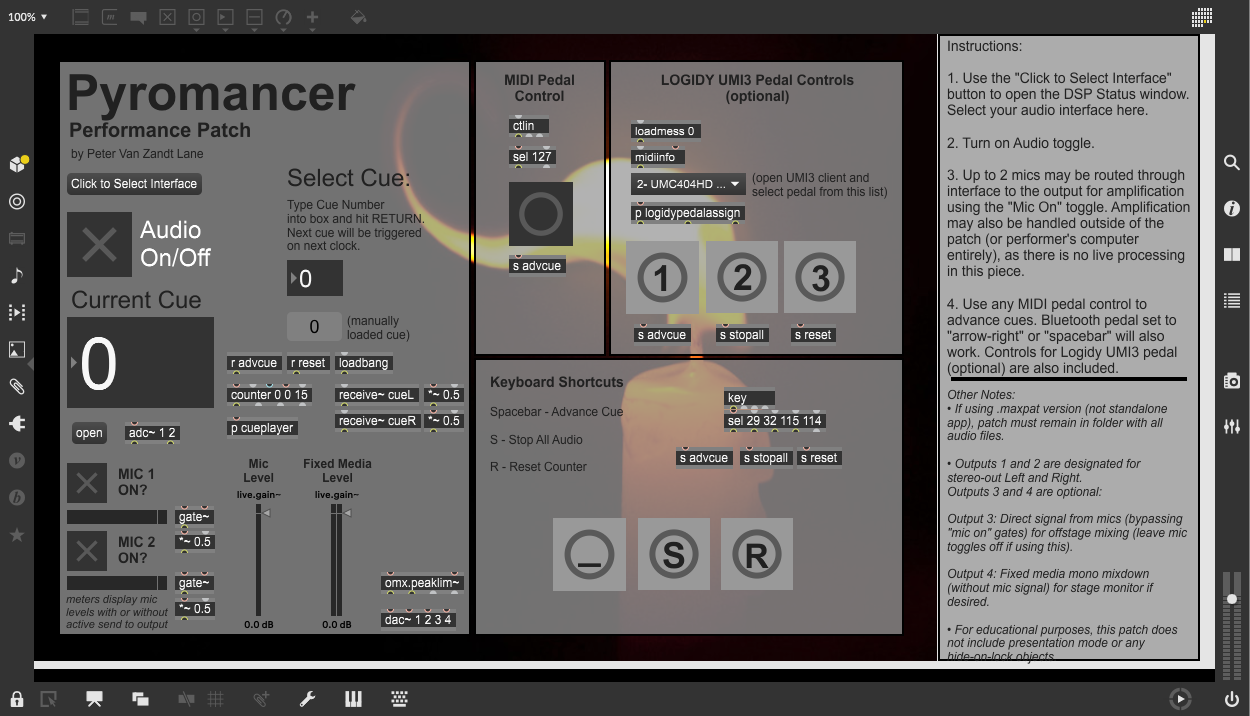 100%
Pyromancer
Performance Patch
by Peter Van Zandt Lane
Click to Select Interface
Audio
On/Off
Current Cue
0
open
adc~ 1 2
MIC 1
ON?
gate~
*~ 0.5
MIC 2
ON?
gate~
*~ 0.5
meters display mic
levels with or without
active send to output
Select Cue:
Type Cue Number
into box and hit RETURN.
Next cue will be triggered
on next clock.
0
0
(manually
loaded cue)
r advcue
r reset
loadbang
counter 0 0 15
receive~ cueL
*~ 0.5
receive~ cueR
*~ 0.5
p cueplayer
Mic
Level
live.gain~
0.0 dB
Fixed Media
Level
live.gain~
0.0 dB
omx.peaklim~
dac~ 1 2 3 4
MIDI Pedal
Control
ctlin
sel 127
s advcue
LOGIDY UMI3 Pedal Controls
(optional)
loadmess 0
midiinfo
2- UMC404HD ...
(open UMI3 client and
select pedal from this list)
p logidypedalassign
1
2
3
s advcue
s stopall
s reset
Keyboard Shortcuts
Spacebar - Advance Cue
S - Stop All Audio
R - Reset Counter
key
sel 29 32 115 114
s advcue
s stopall
s reset
_
S
R
Instructions:
1. Use the "Click to Select Interface"
button to open the DSP Status window.
Select your audio interface here.
2. Turn on Audio toggle.
3. Up to 2 mics may be routed through
interface to the output for amplification
using the "Mic On" toggle. Amplification
may also be handled outside of the
patch (or performer's computer
entirely), as there is no live processing
in this piece.
4. Use any MIDI pedal control to
advance cues. Bluetooth pedal set to
"arrow-right" or "spacebar" will also
work. Controls for Logidy UMI3 pedal
(optional) are also included.
Other Notes:
• If using .maxpat version (not standalone
app), patch must remain in folder with all
audio files.
• Outputs 1 and 2 are designated for
stereo-out Left and Right.
Outputs 3 and 4 are optional:
Output 3: Direct signal from mics (bypassing
"mic on" gates) for offstage mixing (leave mic
toggles off if using this).
Output 4: Fixed media mono mixdown
(without mic signal) for stage monitor if
desired.
• For educational purposes, this patch does
not include presentation mode or any
hide-on-lock objects.